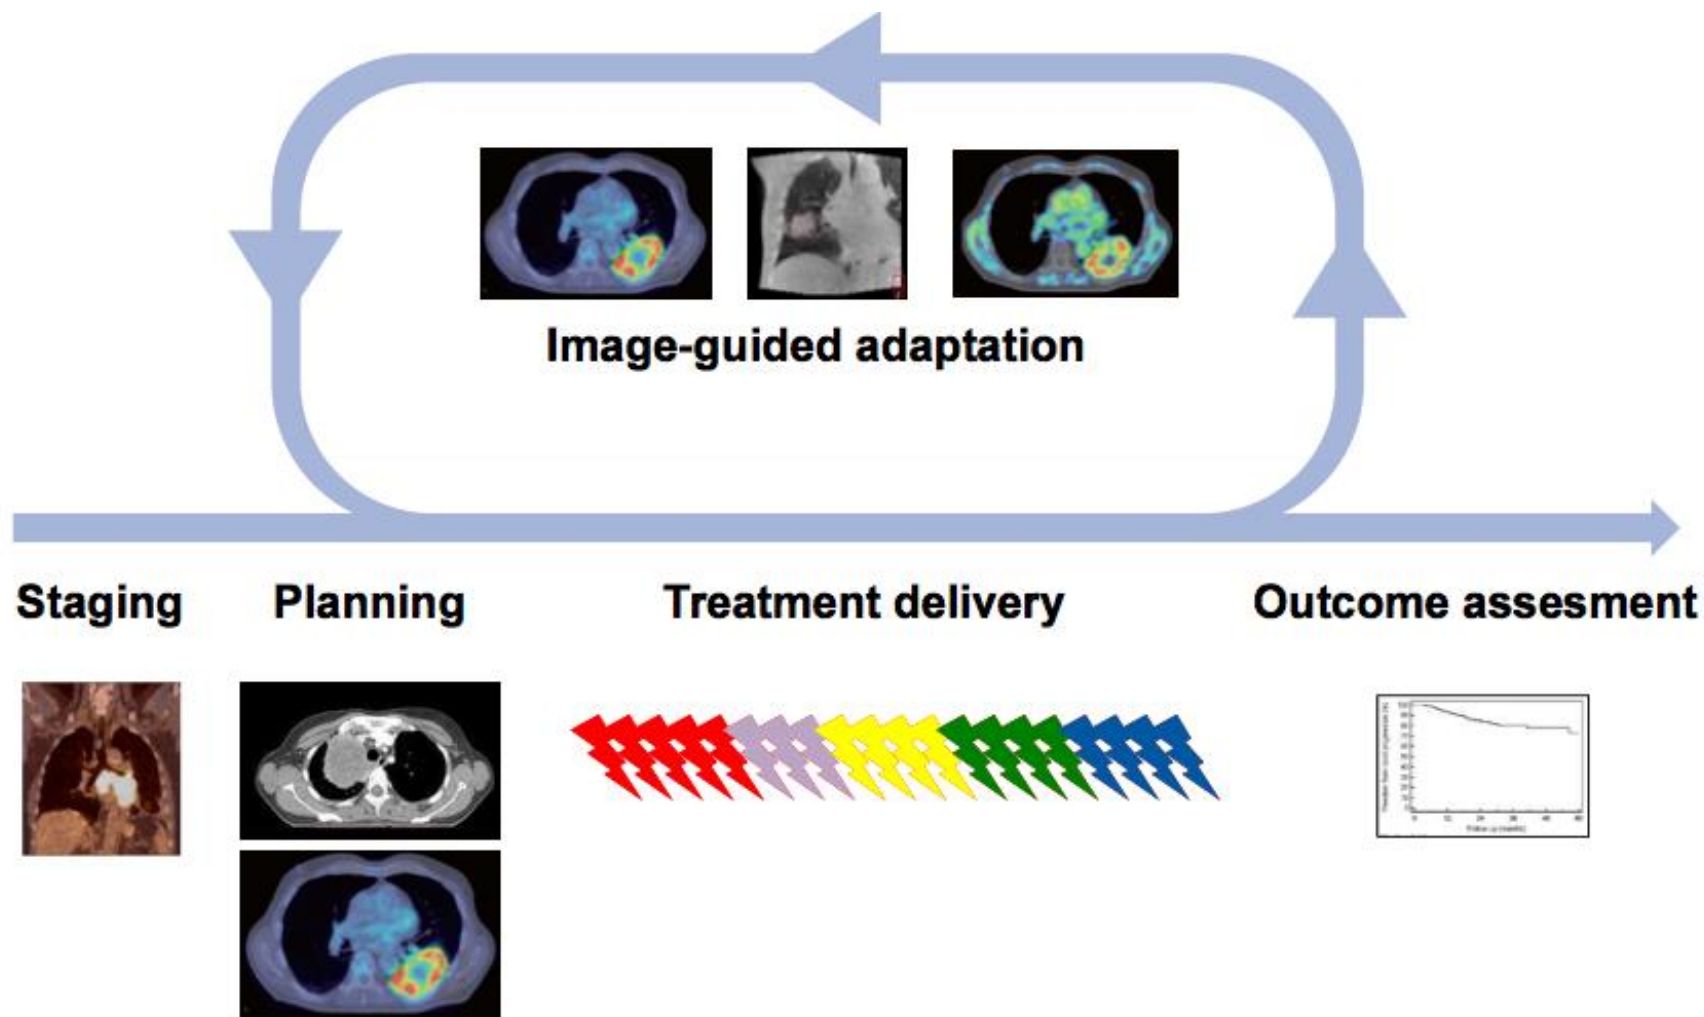 Image-guided adaptation
Staging
Planning
Treatment delivery
Outcome assesment